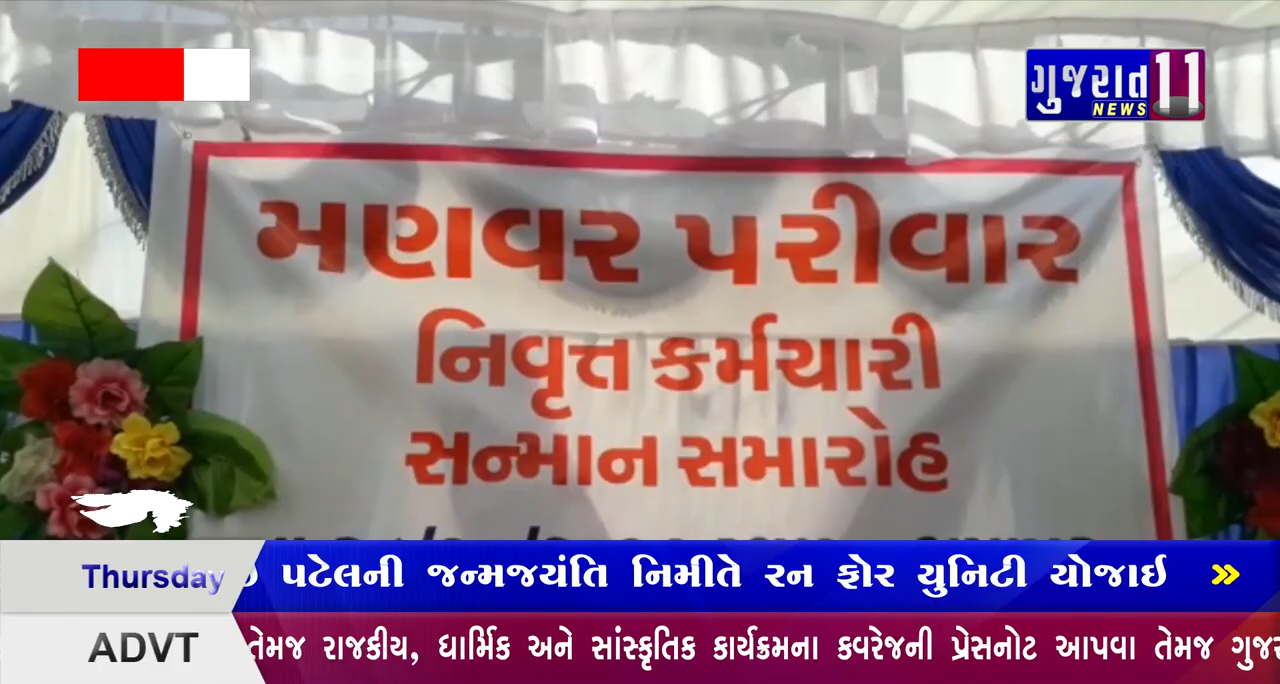 ગુજરાત 11
NEWS
મણવર પરીવાર
નિવૃત્ત કર્મચારી
સન્માન સમારોહ
Thursday
પટેલની જન્મજયંતિ નિમીતે રન ફોર યુનિટી યોજાઇ »
ADVT
તેમજ રાજકીય, ધાર્મિક અને સાંસ્કૃતિક કાર્યક્રમના કવરેજની પ્રેસનોટ આપવા તેમજ